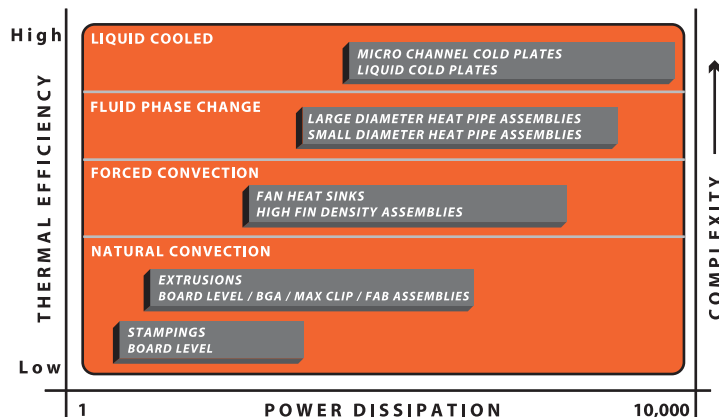 High
LIQUID COOLED
MICRO CHANNEL COLD PLATES
LIQUID COLD PLATES
FLUID PHASE CHANGE
LARGE DIAMETER HEAT PIPE ASSEMBLIES
SMALL DIAMETER HEAT PIPE ASSEMBLIES
FORCED CONVECTION
FAN HEAT SINKS
HIGH FIN DENSITY ASSEMBLIES
NATURAL CONVECTION
EXTRUSIONS
BOARD LEVEL / BGA / MAX CLIP / FAB ASSEMBLIES
STAMPINGS
BOARD LEVEL
Low
THERMAL EFFICIENCY
COMPLEXITY
1
POWER DISSIPATION
10,000